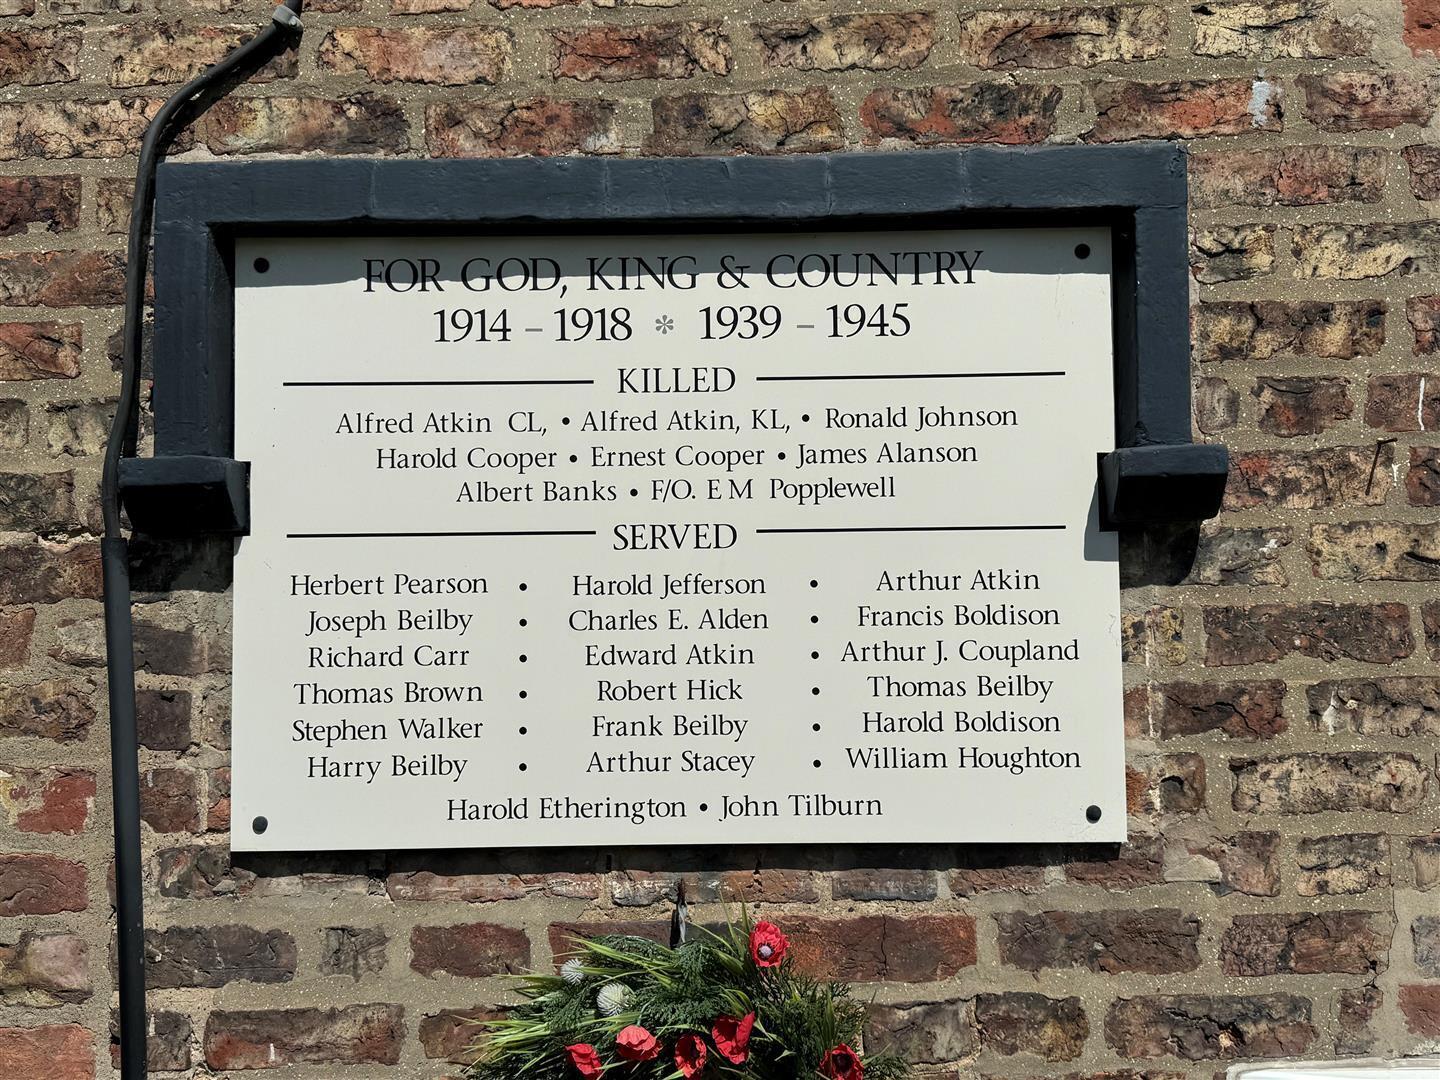 FOR GOD, KING & COUNTRY
1914 – 1918 * 1939 – 1945
KILLED
Alfred Atkin CL, • Alfred Atkin, KL, • Ronald Johnson
Harold Cooper • Ernest Cooper • James Alanson
Albert Banks • F/O. E M Popplewell
SERVED
Herbert Pearson • Harold Jefferson • Arthur Atkin
Joseph Beilby • Charles E. Alden • Francis Boldison
Richard Carr • Edward Atkin • Arthur J. Coupland
Thomas Brown • Robert Hick • Thomas Beilby
Stephen Walker • Frank Beilby • Harold Boldison
Harry Beilby • Arthur Stacey • William Houghton
Harold Etherington • John Tilburn